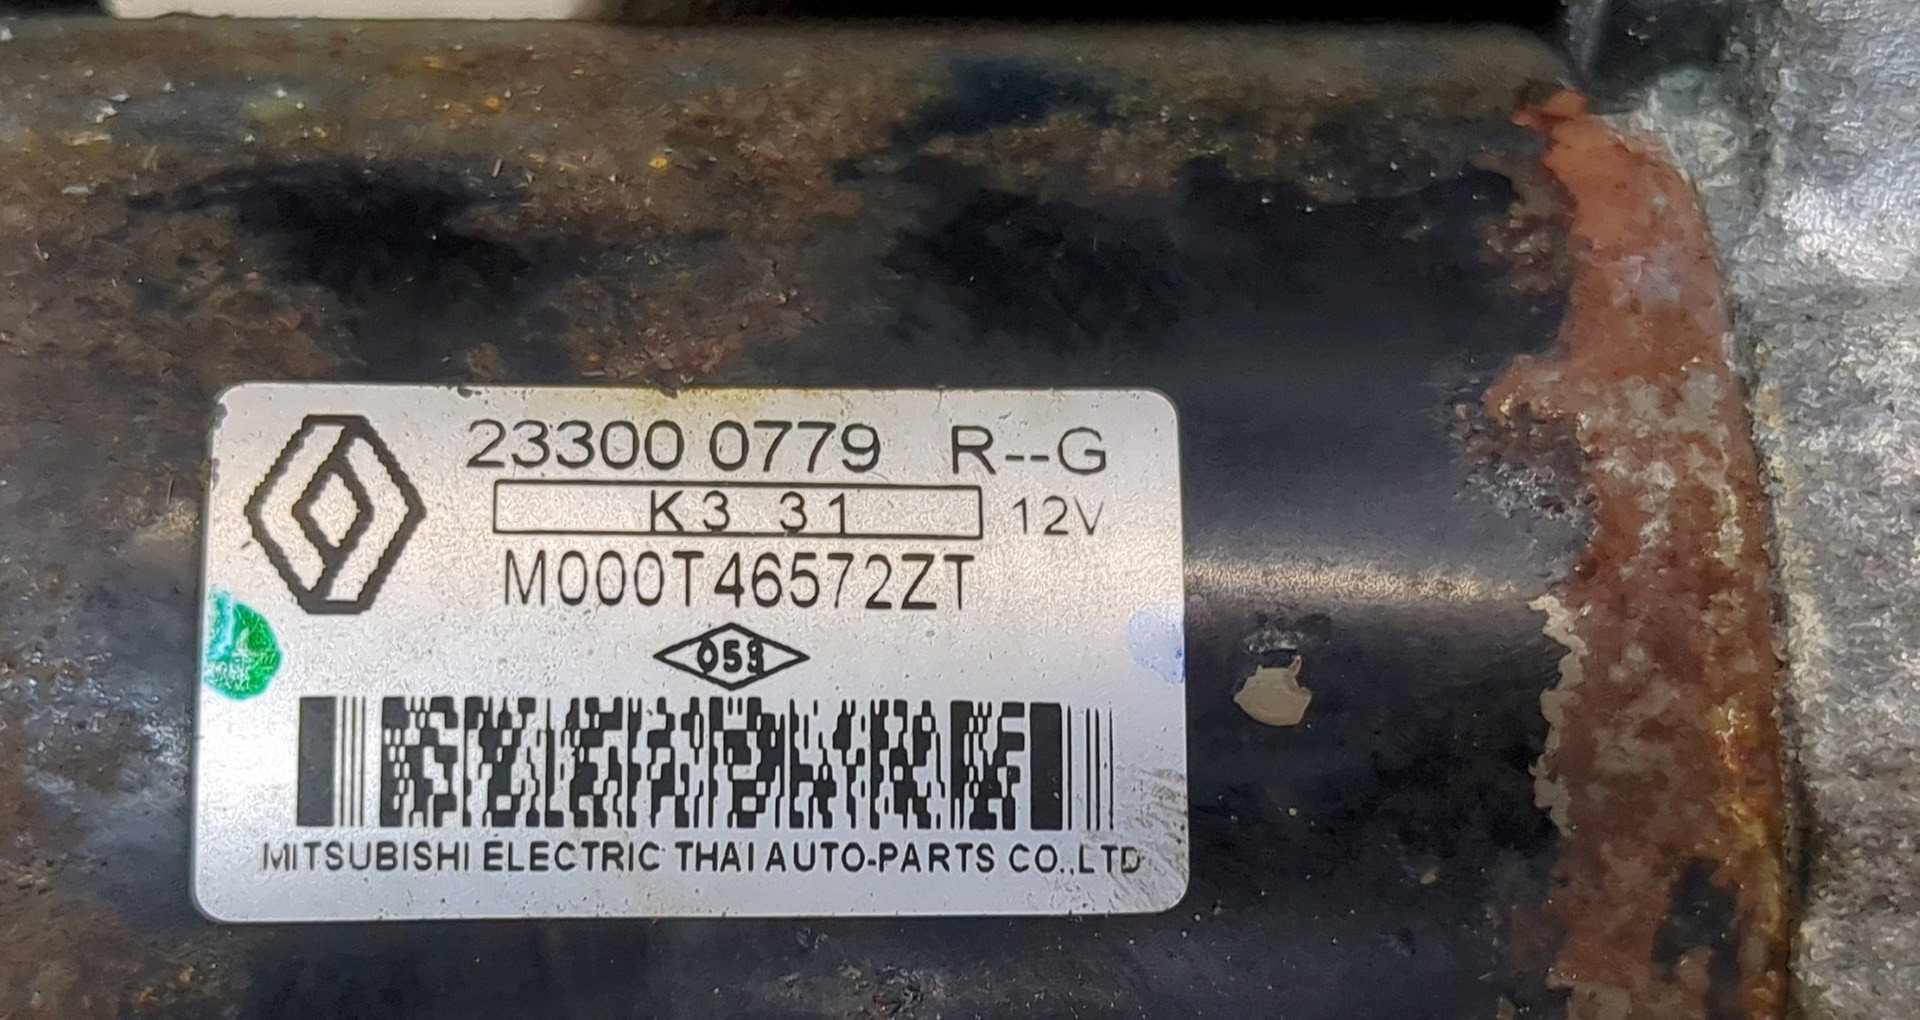 23300 0779 R--G
K3 31 12V
M000T46572ZT
MITSUBISHI ELECTRIC THAI AUTO-PARTS CO.,LTD